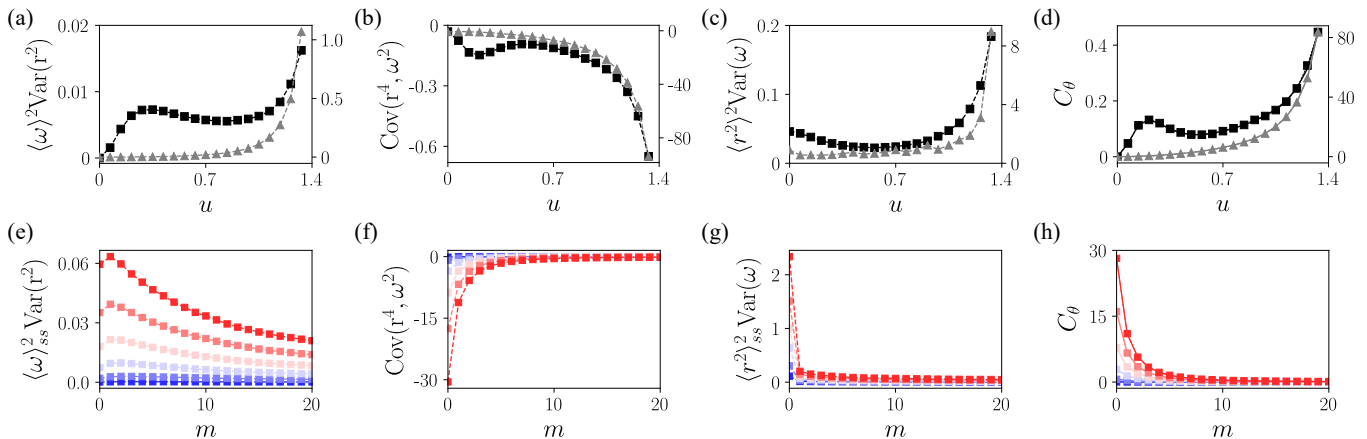 (a) (b) (c) (d)
⟨ω⟩²Var(r²)
0.02
0.01
0
1.0
0.5
0
0 0.7 1.4
u
Cov(r⁴, ω²)
0
-0.3
-0.6
0
-40
-80
0 0.7 1.4
u
⟨r²⟩²Var(ω)
0.2
0.1
0
8
4
0
0 0.7 1.4
u
C_θ
0.4
0.2
0
80
40
0
0 0.7 1.4
u
(e) (f) (g) (h)
⟨ω⟩²_ss Var(r²)
0.06
0.03
0.0
0 10 20
m
Cov(r⁴, ω²)
0
-15
-30
0 10 20
m
⟨r²⟩²_ss Var(ω)
2
1
0
0 10 20
m
C_θ
30
15
0
0 10 20
m